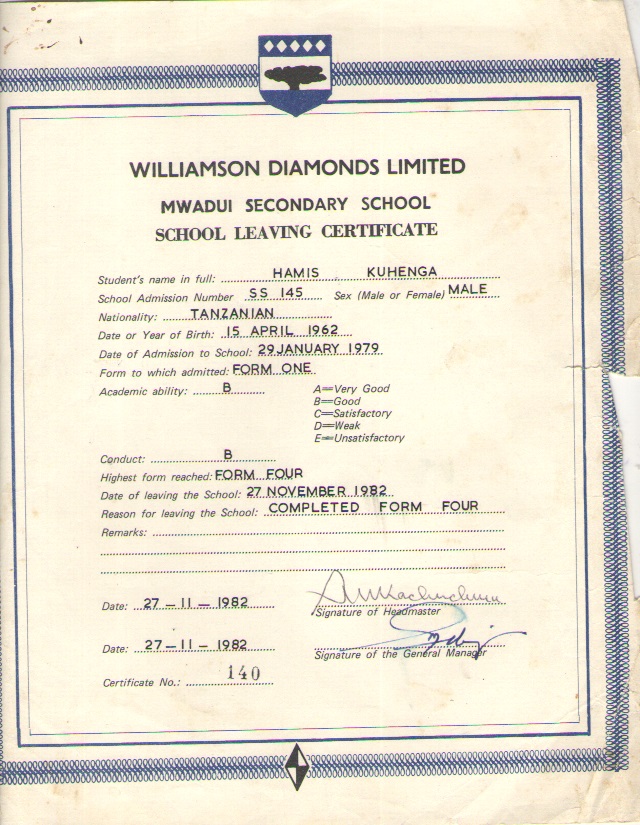 WILLIAMSON DIAMONDS LIMITED
MWADUI SECONDARY SCHOOL
SCHOOL LEAVING CERTIFICATE
Student's name in full: HAMIS KUHENGA
School Admission Number SS 145 Sex (Male or Female) MALE
Nationality: TANZANIAN
Date or Year of Birth: 15 APRIL 1962
Date of Admission to School: 29 JANUARY 1979
Form to which admitted: FORM ONE
Academic ability: B A=Very Good
B=Good
C=Satisfactory
D=Weak
E=Unsatisfactory
Conduct: B
Highest form reached: FORM FOUR
Date of leaving the School: 27 NOVEMBER 1982
Reason for leaving the School: COMPLETED FORM FOUR
Remarks:
Date: 27-11-1982
Signature of Headmaster
Date: 27-11-1982
Signature of the General Manager
Certificate No.: 140